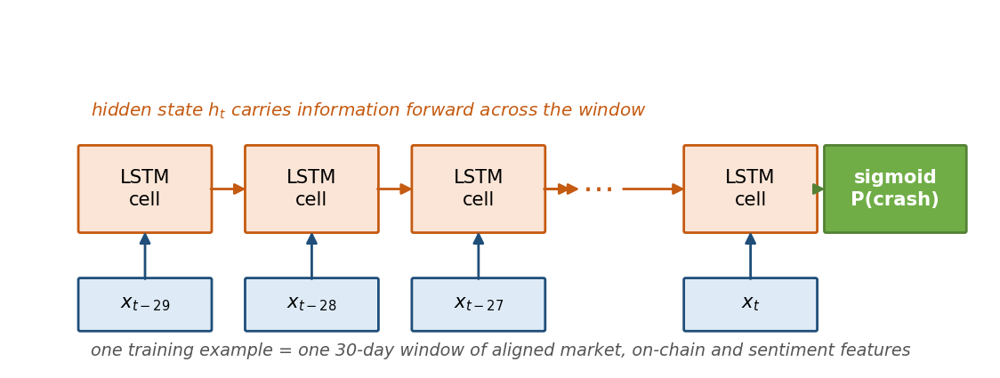 hidden state hₜ carries information forward across the window
LSTM
cell
LSTM
cell
LSTM
cell
...
LSTM
cell
sigmoid
P(crash)
xₜ₋₂₉
xₜ₋₂₈
xₜ₋₂₇
xₜ
one training example = one 30-day window of aligned market, on-chain and sentiment features